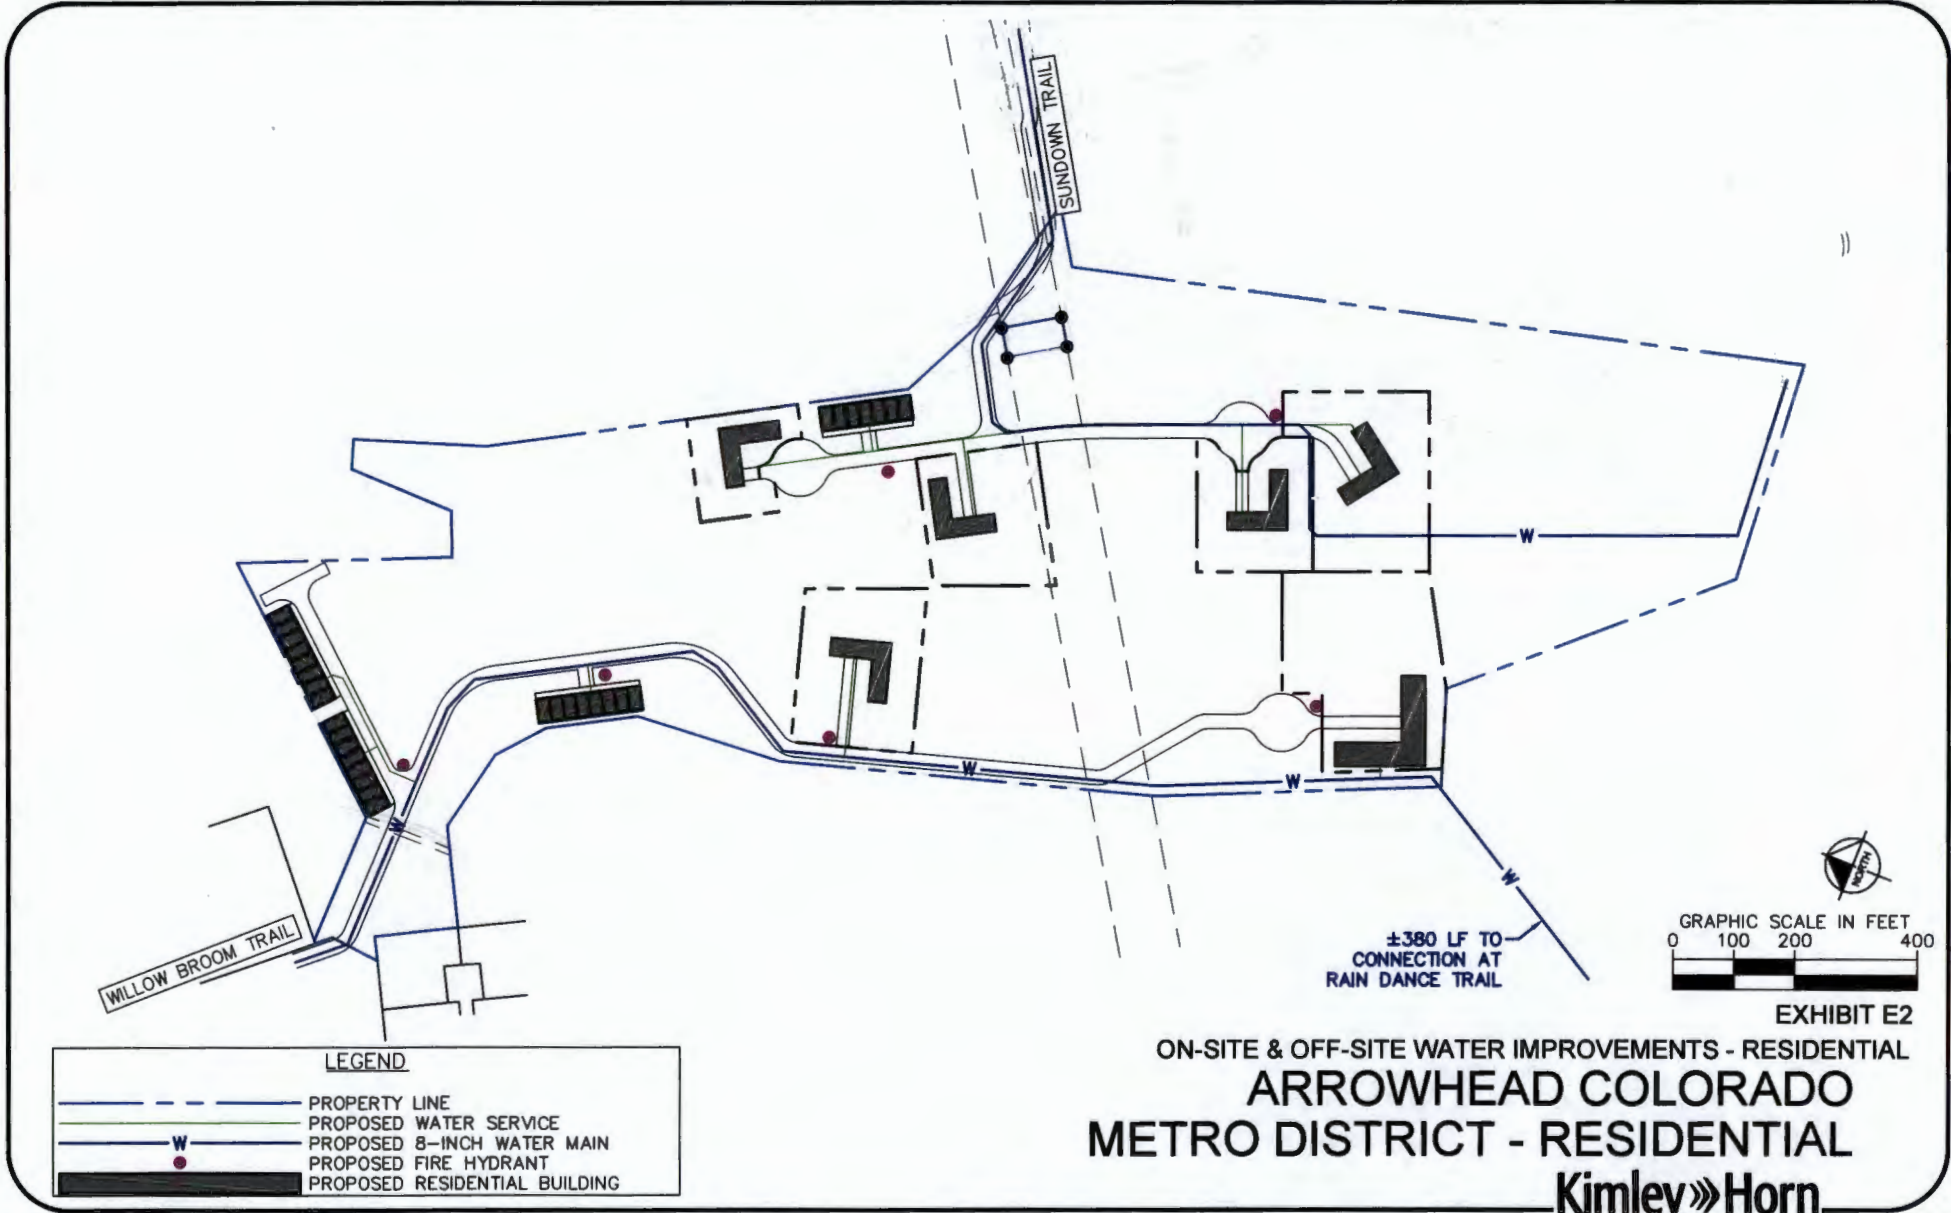 SUNDOWN TRAIL
W
W
W
W
W
WILLOW BROOM TRAIL
±380 LF TO
CONNECTION AT
RAIN DANCE TRAIL
NORTH
GRAPHIC SCALE IN FEET
0 100 200 400
EXHIBIT E2
ON-SITE & OFF-SITE WATER IMPROVEMENTS - RESIDENTIAL
ARROWHEAD COLORADO
METRO DISTRICT - RESIDENTIAL
Kimley»Horn
LEGEND
PROPERTY LINE
PROPOSED WATER SERVICE
W PROPOSED 8-INCH WATER MAIN
PROPOSED FIRE HYDRANT
PROPOSED RESIDENTIAL BUILDING